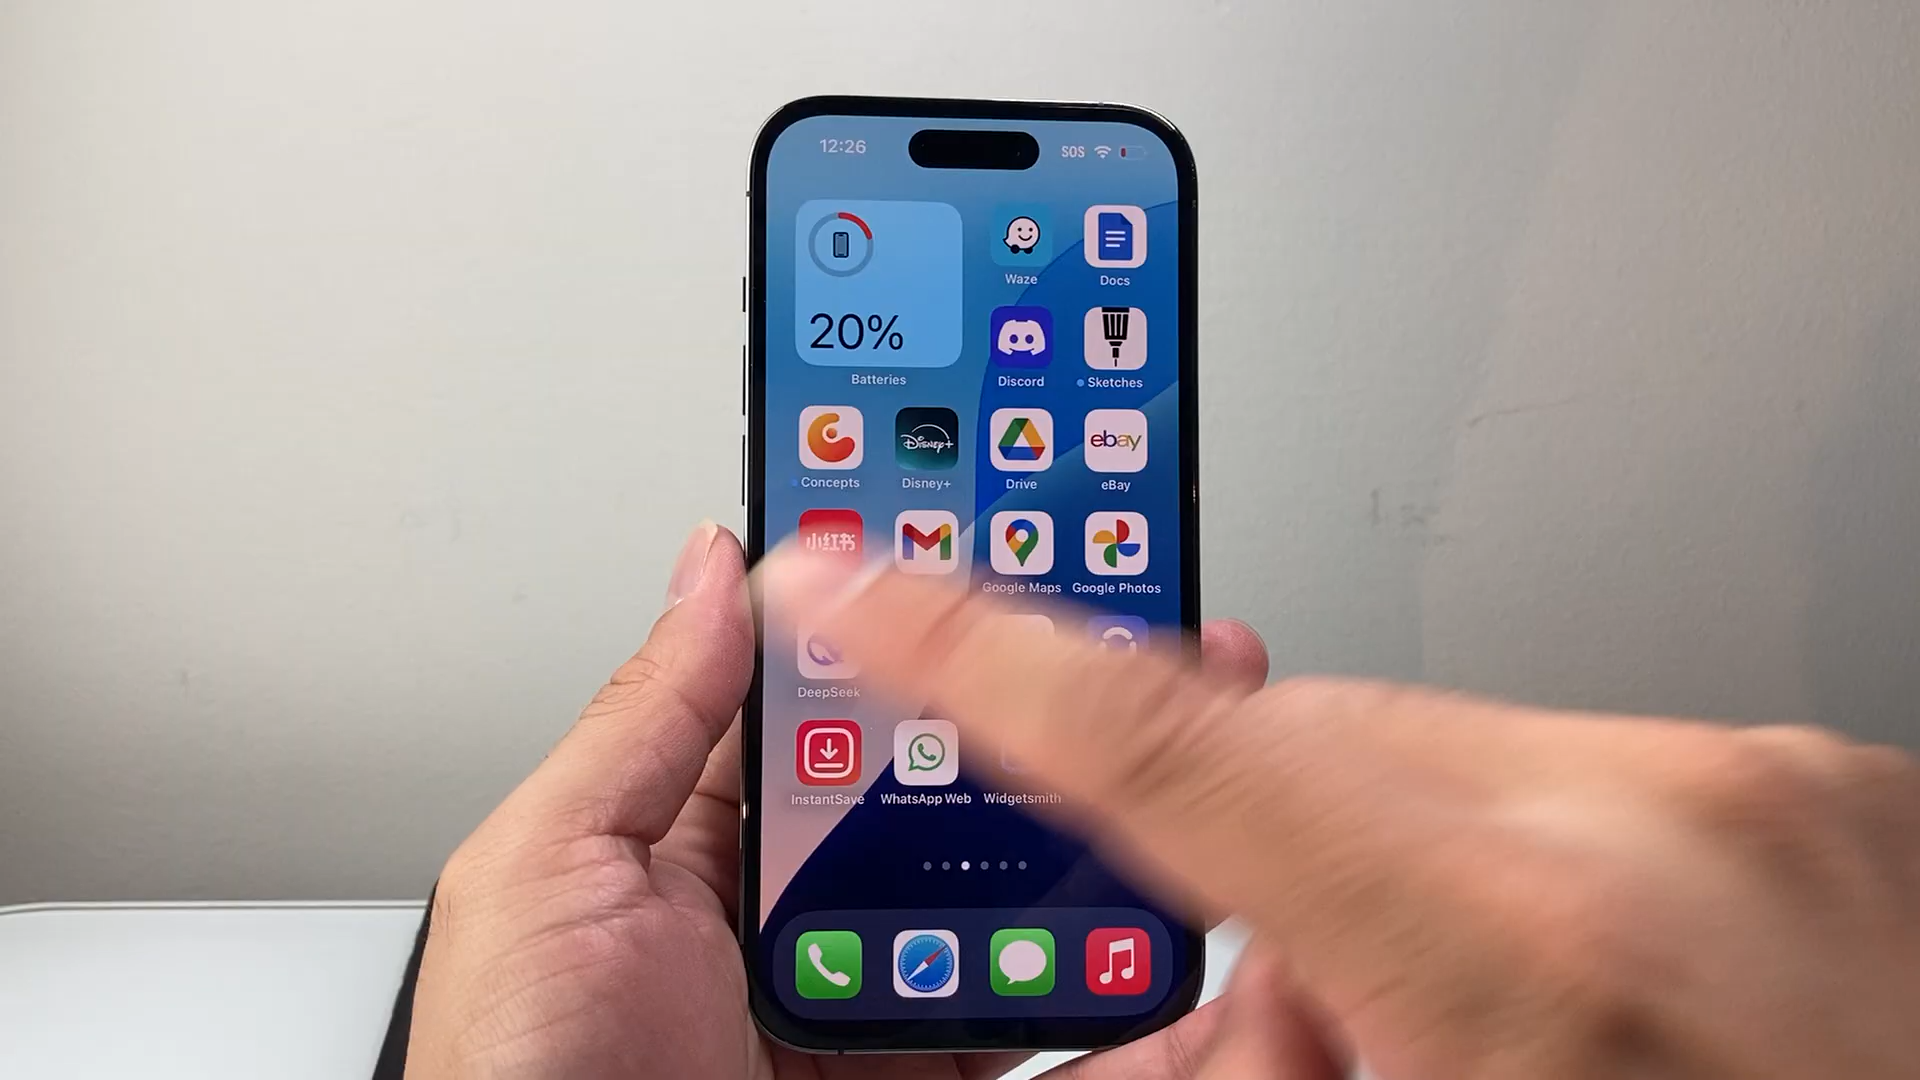 12:26
SOS
20%
Batteries
Waze
Docs
Discord
Sketches
Disney+
ebay
Concepts
Disney+
Drive
eBay
小红书
Google Maps
Google Photos
DeepSeek
InstantSave
WhatsApp Web
Widgetsmith